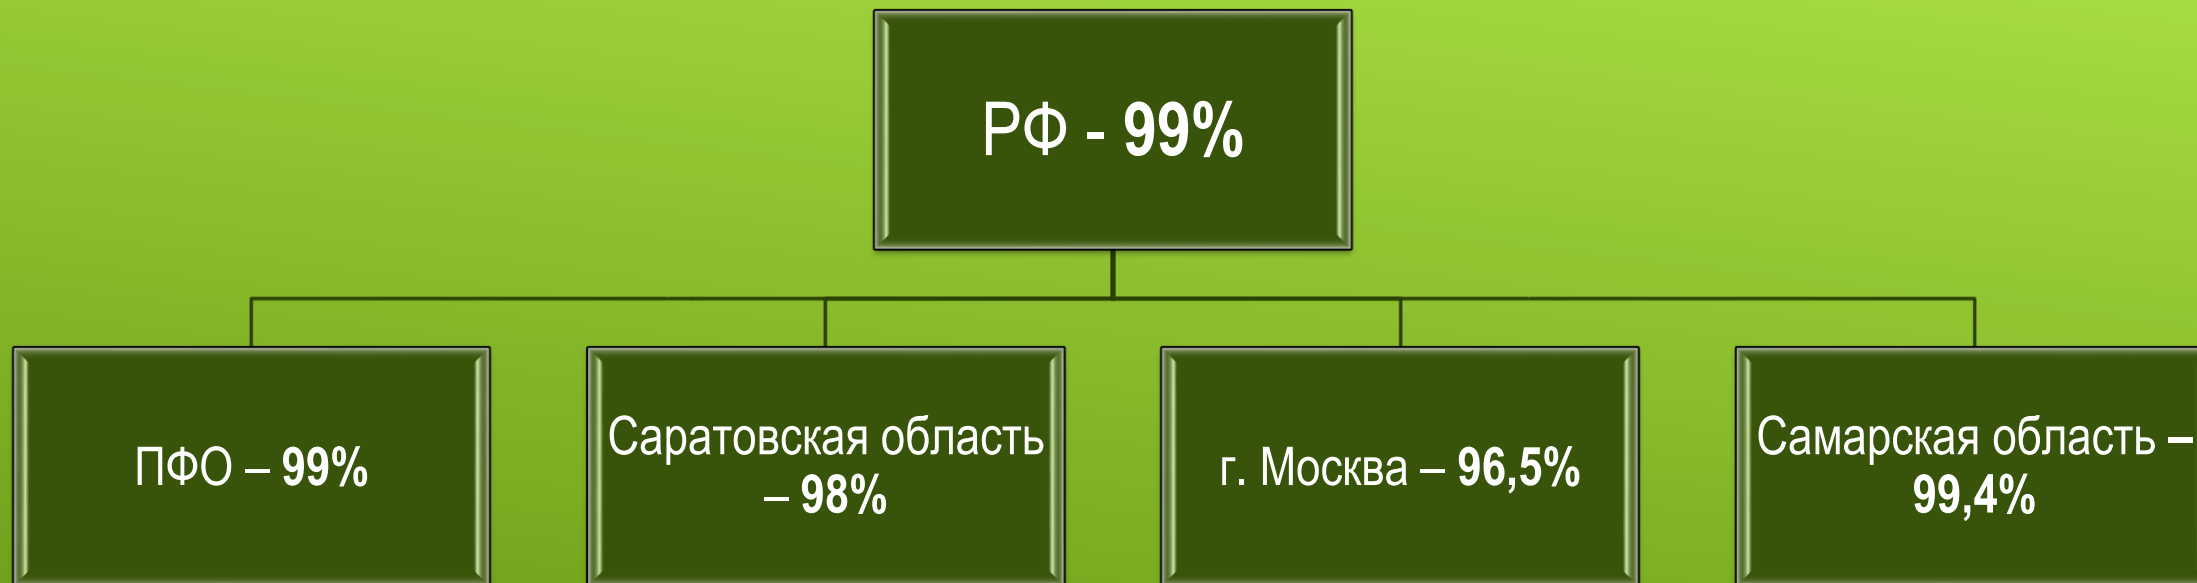 РФ - 99%
ПФО – 99%
Саратовская область
– 98%
г. Москва – 96,5%
Самарская область –
99,4%